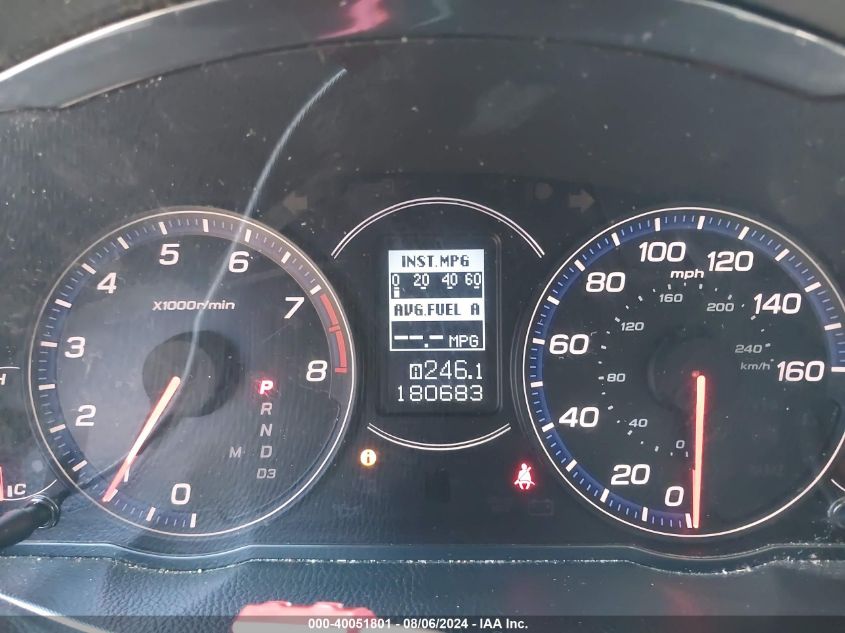 INST.MPG
0 20 40 60
AVG.FUEL A
--.- MPG
A246.1
180683
X1000r/min
0
2
3
4
5
6
7
8
P
R
N
D
D3
M
mph
0
20
40
60
80
100
120
140
160
km/h
0
40
80
120
160
200
240
H
C
000-40051801 - 08/06/2024 - IAA Inc.